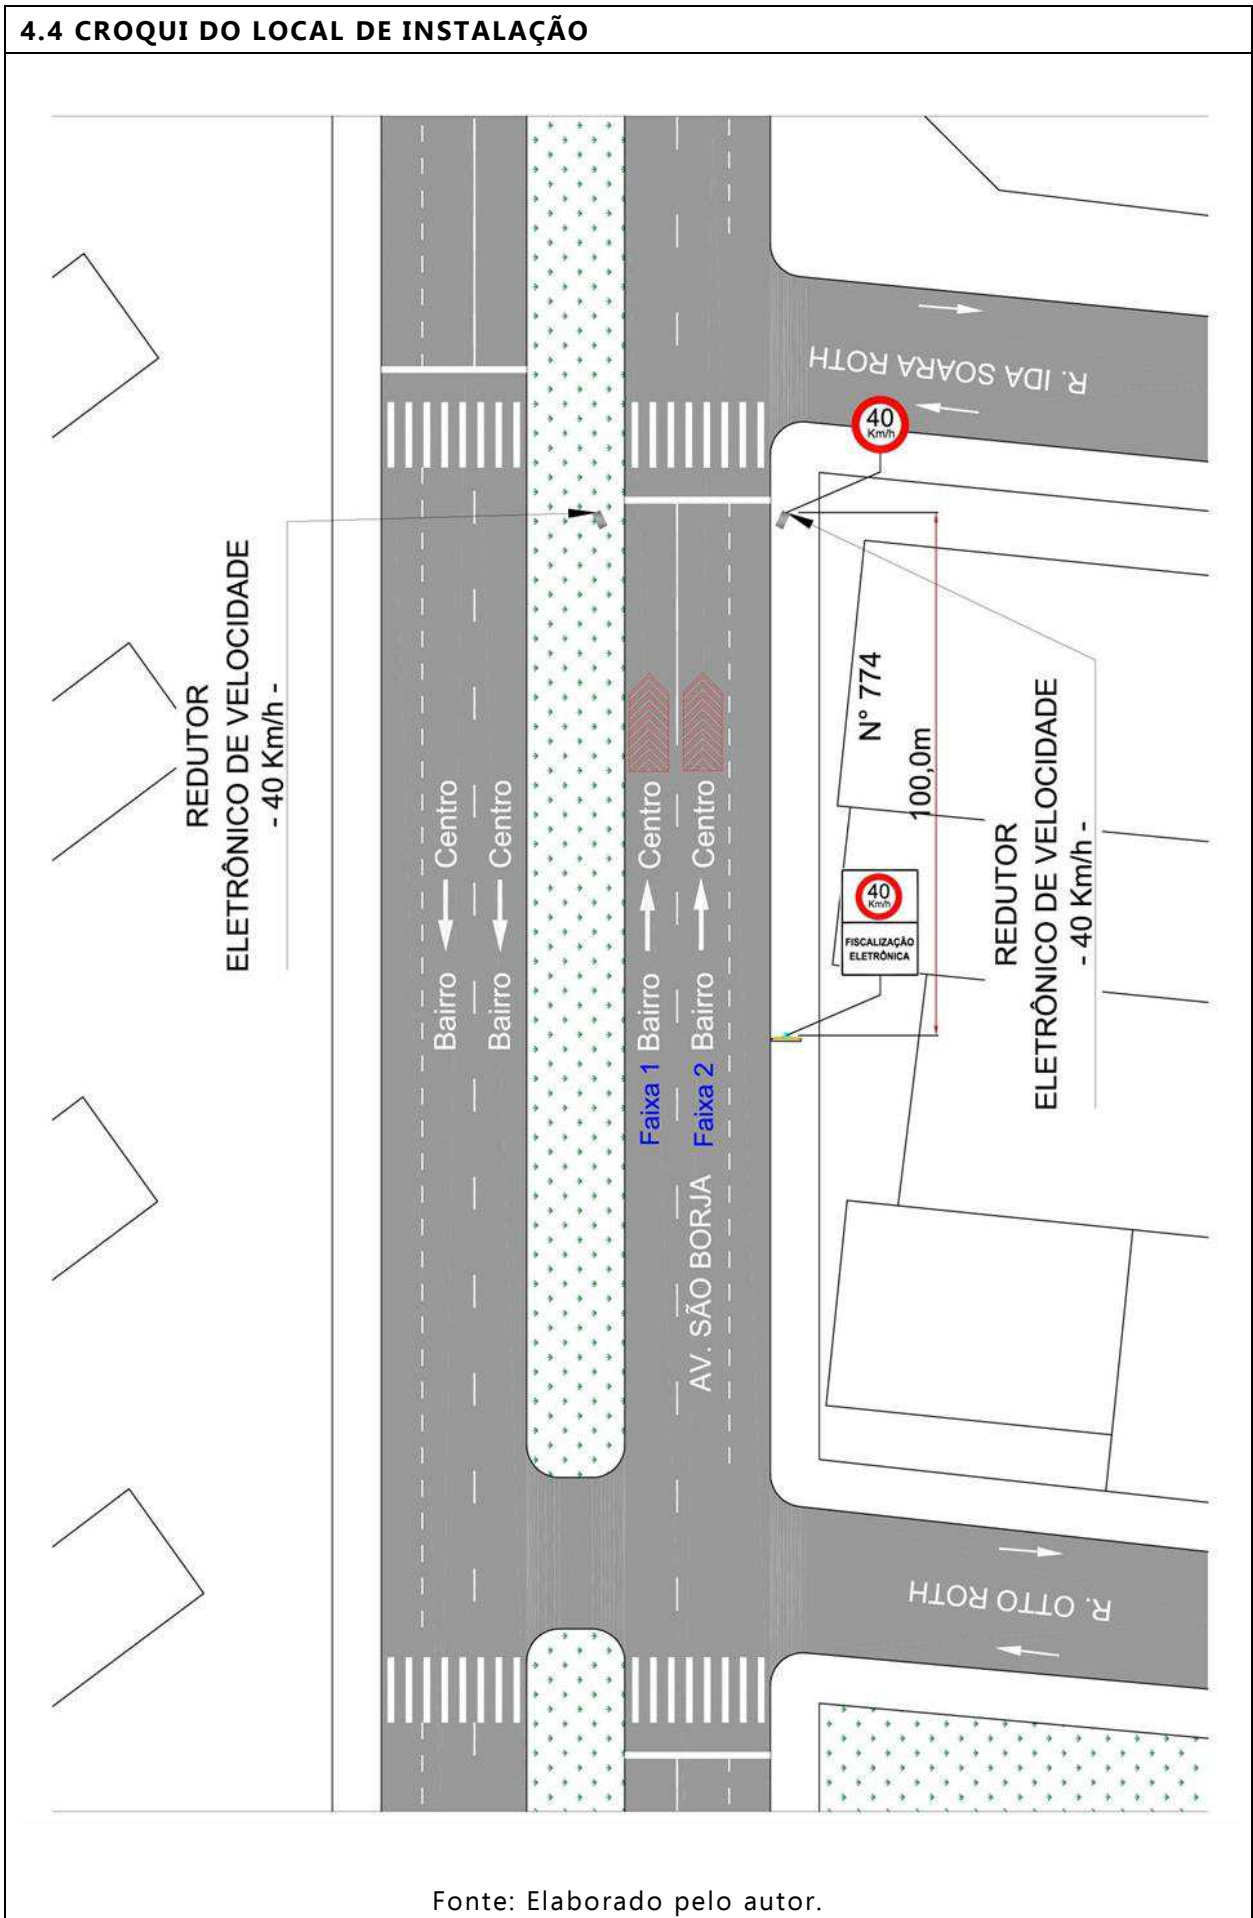 4.4 CROQUI DO LOCAL DE INSTALAÇÃO
R. IDA SOARA ROTH
40
Km/h
REDUTOR
ELETRÔNICO DE VELOCIDADE
- 40 Km/h -
N° 774
100,0m
Bairro Centro
Bairro Centro
Faixa 1 Bairro Centro
Faixa 2 Bairro Centro
40
Km/h
FISCALIZAÇÃO
ELETRÔNICA
REDUTOR
ELETRÔNICO DE VELOCIDADE
- 40 Km/h -
AV. SÃO BORJA
R. OTTO ROTH
Fonte: Elaborado pelo autor.